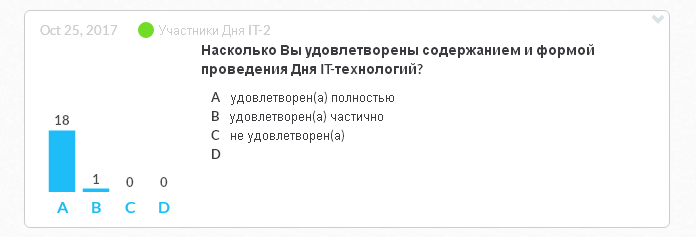 Oct 25, 2017 Участники Дня IT-2
Насколько Вы удовлетворены содержанием и формой
проведения Дня IT-технологий?
A удовлетворен(а) полностью
B удовлетворен(а) частично
C не удовлетворен(а)
D
18 1 0 0
A B C D